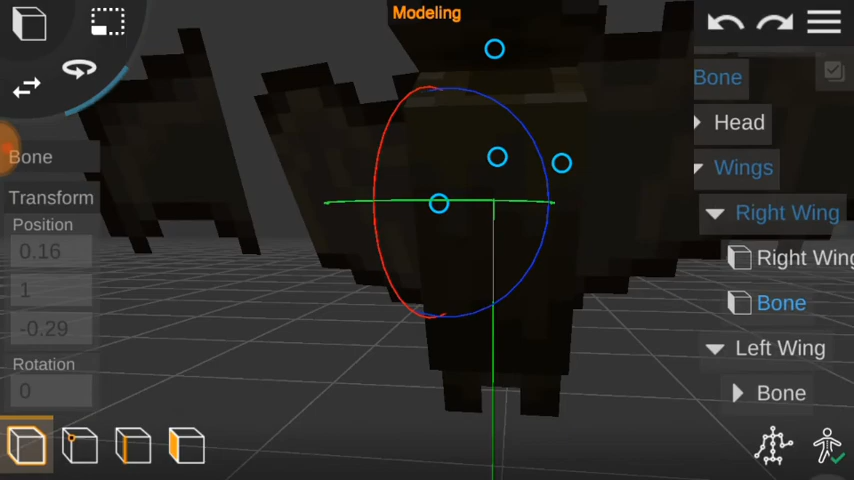 Modeling
Bone
Transform
Position
0.16
1
-0.29
Rotation
0
Bone
Head
Wings
Right Wing
Right Wing
Bone
Left Wing
Bone